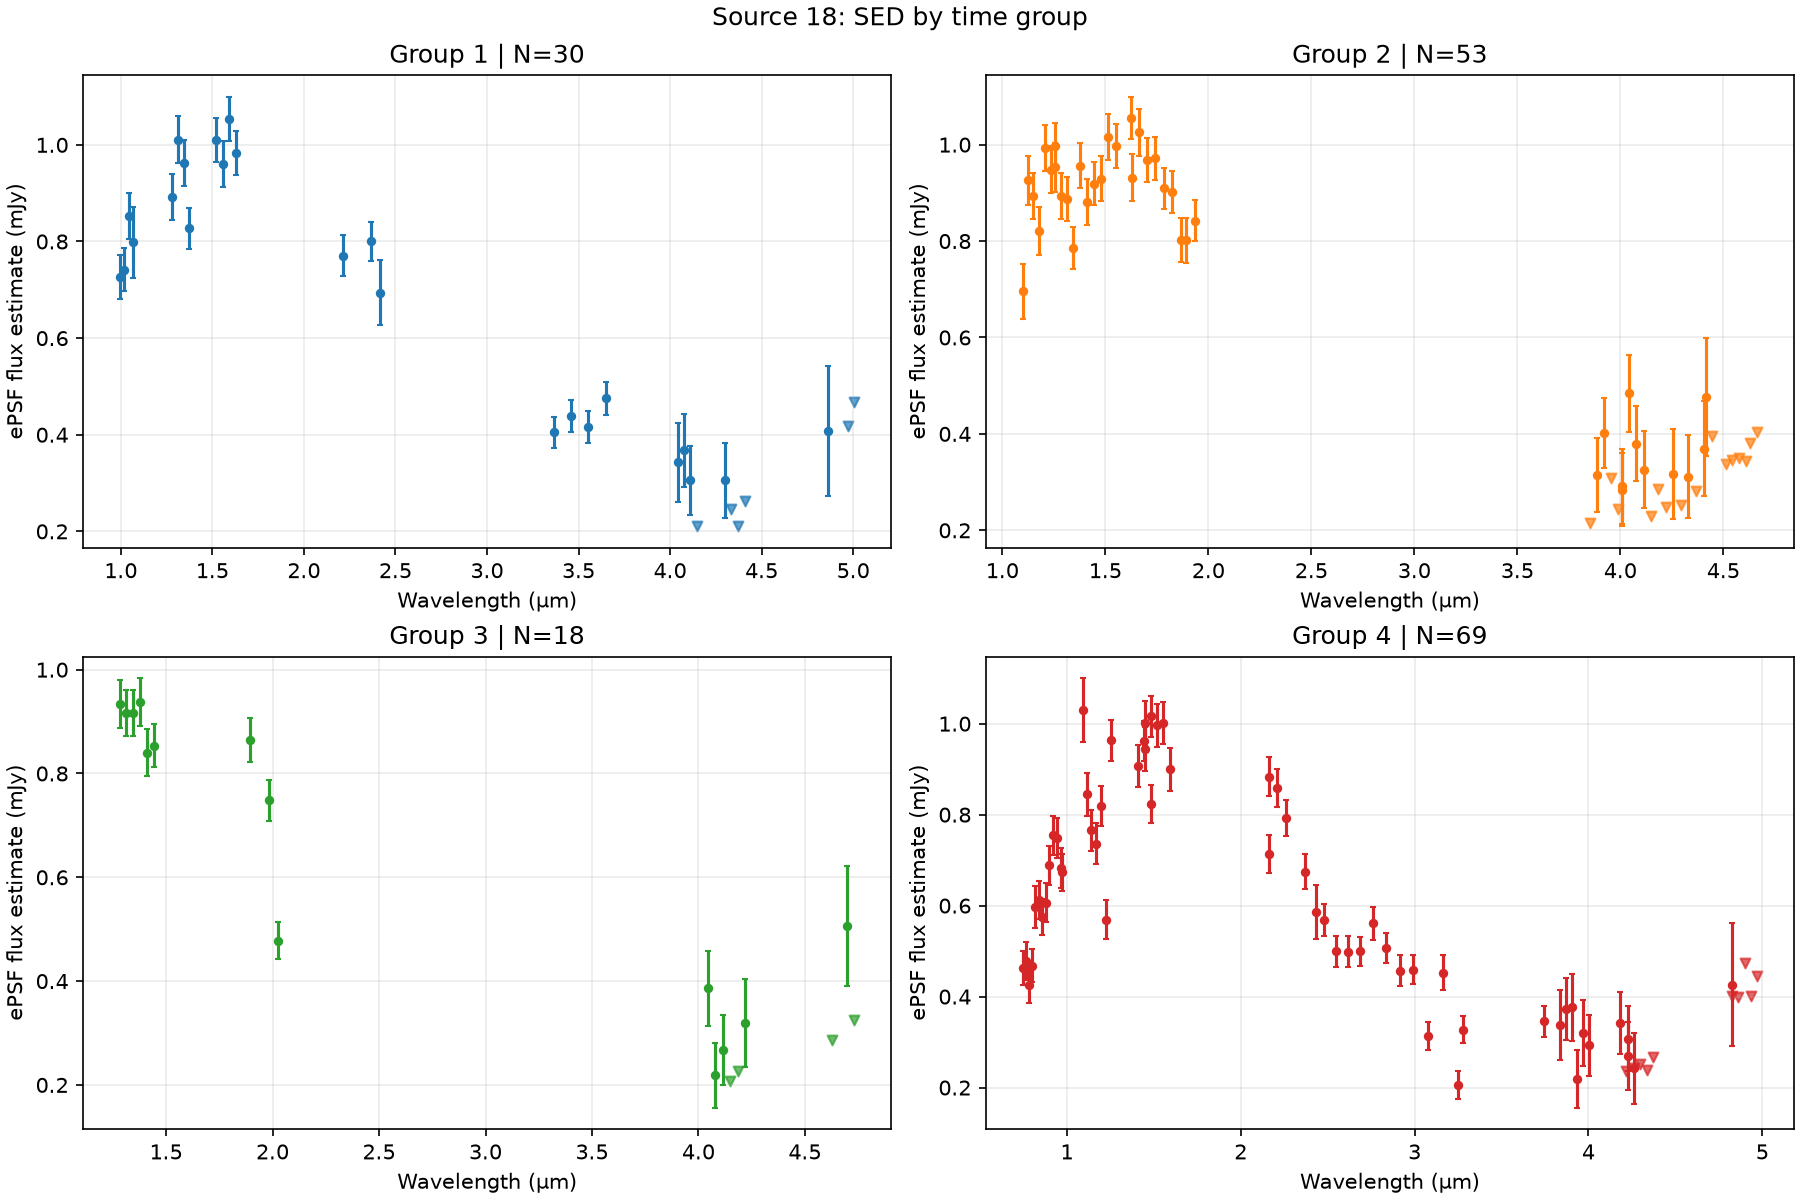 Source 18: SED by time group
Group 1 | N=30
ePSF flux estimate (mJy)
1.0
0.8
0.6
0.4
0.2
1.0 1.5 2.0 2.5 3.0 3.5 4.0 4.5 5.0
Wavelength (µm)
Group 2 | N=53
ePSF flux estimate (mJy)
1.0
0.8
0.6
0.4
0.2
1.0 1.5 2.0 2.5 3.0 3.5 4.0 4.5
Wavelength (µm)
Group 3 | N=18
ePSF flux estimate (mJy)
1.0
0.8
0.6
0.4
0.2
1.5 2.0 2.5 3.0 3.5 4.0 4.5
Wavelength (µm)
Group 4 | N=69
ePSF flux estimate (mJy)
1.0
0.8
0.6
0.4
0.2
1 2 3 4 5
Wavelength (µm)